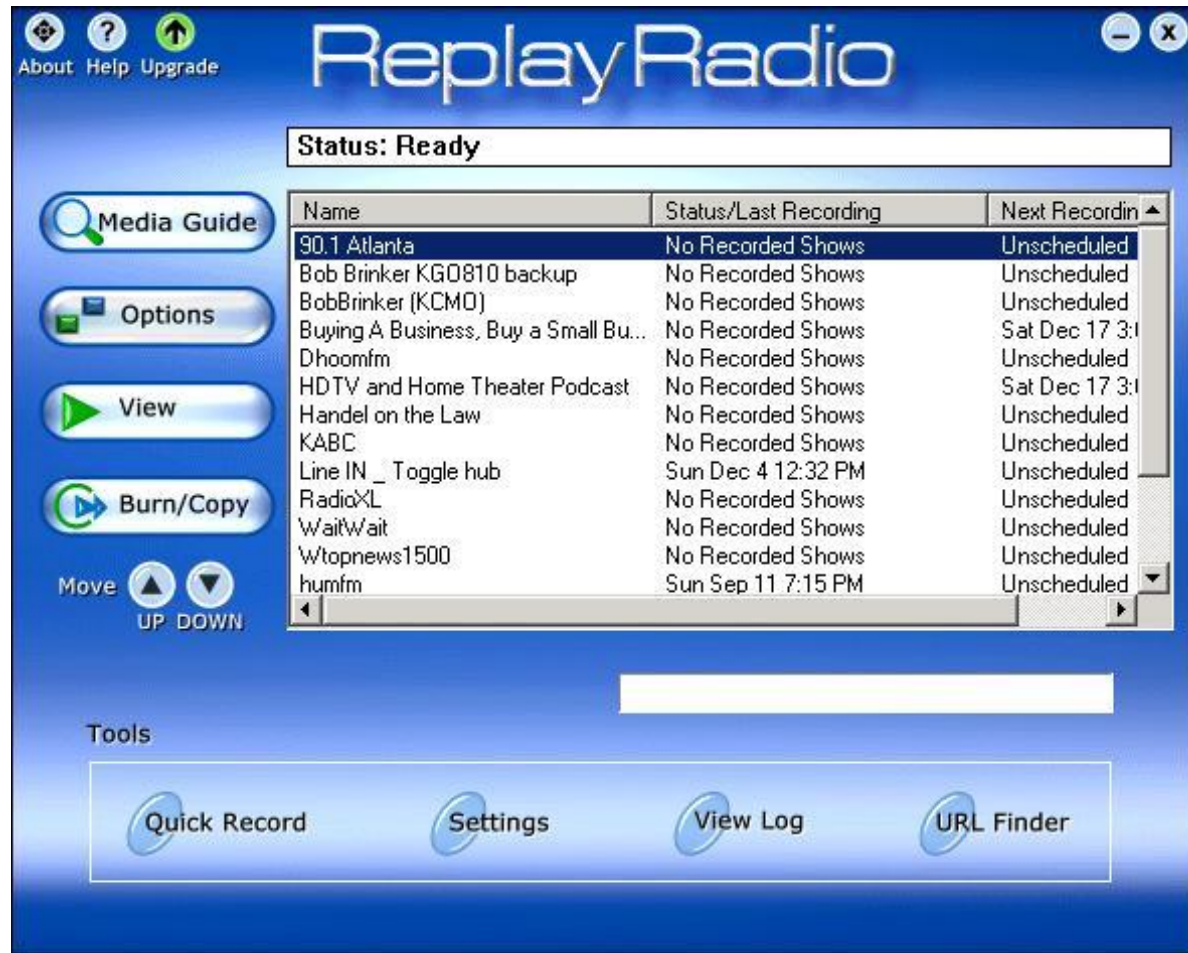 About Help Upgrade
ReplayRadio
Status: Ready
Media Guide
Options
View
Burn/Copy
Move
UP DOWN
Name Status/Last Recording Next Recordin
90.1 Atlanta No Recorded Shows Unscheduled
Bob Brinker KGO810 backup No Recorded Shows Unscheduled
BobBrinker (KCMO) No Recorded Shows Unscheduled
Buying A Business, Buy a Small Bu... No Recorded Shows Sat Dec 17 3:
Dhoomfm No Recorded Shows Unscheduled
HDTV and Home Theater Podcast No Recorded Shows Sat Dec 17 3:
Handel on the Law No Recorded Shows Unscheduled
KABC No Recorded Shows Unscheduled
Line IN _ Toggle hub Sun Dec 4 12:32 PM Unscheduled
RadioXL No Recorded Shows Unscheduled
WaitWait No Recorded Shows Unscheduled
Wtopnews1500 No Recorded Shows Unscheduled
humfm Sun Sep 11 7:15 PM Unscheduled
Tools
Quick Record Settings View Log URL Finder